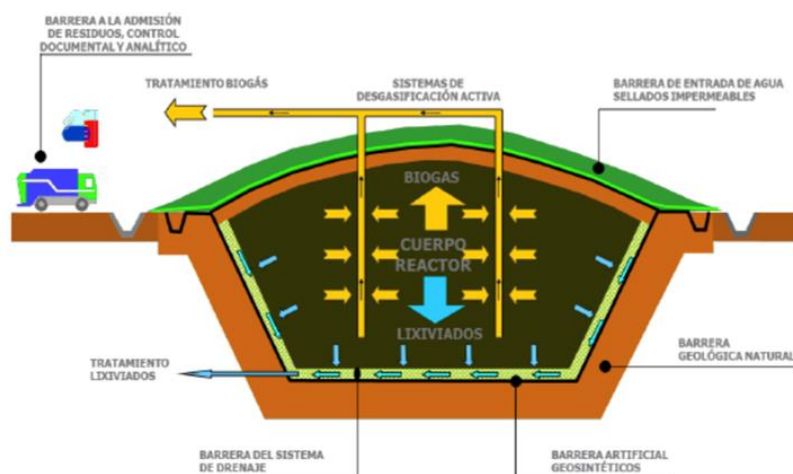 BARRERA A LA ADMISIÓN
DE RESIDUOS, CONTROL
DOCUMENTAL Y ANALÍTICO
TRATAMIENTO BIOGÁS
SISTEMAS DE
DESGASIFICACIÓN ACTIVA
BARRERA DE ENTRADA DE AGUA
SELLADOS IMPERMEABLES
BIOGAS
CUERPO
REACTOR
LIXIVIADOS
TRATAMIENTO
LIXIVIADOS
BARRERA
GEOLÓGICA NATURAL
BARRERA DEL SISTEMA
DE DRENAJE
BARRERA ARTIFICIAL
GEOSINTÉTICOS